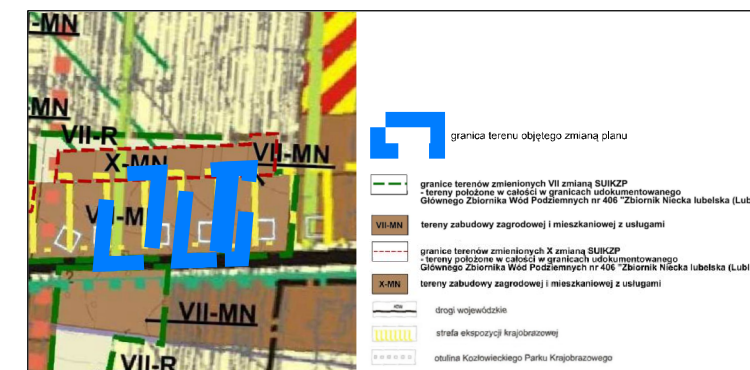 -MN
MN
VII-R
X-MN
VII-MN
VII-MN
VII-R
granica terenu objętego zmianą planu
granice terenów zmienionych VII zmianą SUIKZP
- tereny położone w całości w granicach udokumentowanego
Głównego Zbiornika Wód Podziemnych nr 406 "Zbiornik Niecka lubelska (Lub
VII-MN tereny zabudowy zagrodowej i mieszkaniowej z usługami
granice terenów zmienionych X zmianą SUIKZP
- tereny położone w całości w granicach udokumentowanego
Głównego Zbiornika Wód Podziemnych nr 406 "Zbiornik Niecka lubelska (Lubl
X-MN tereny zabudowy zagrodowej i mieszkaniowej z usługami
drogi wojewódzkie
strefa ekspozycji krajobrazowej
otulina Kozłowieckiego Parku Krajobrazowego